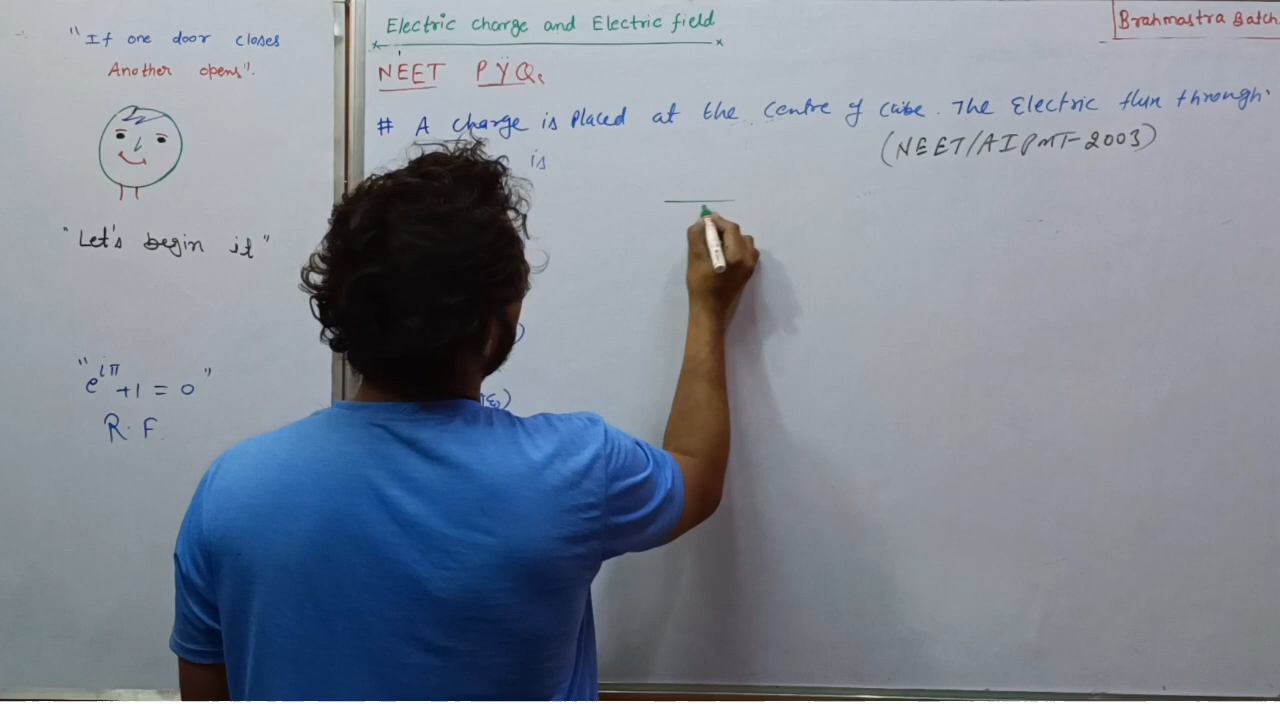 "If one door closes
Another opens".
"Let's begin it"
"e^iπ +1 = 0"
R. F.
Electric charge and Electric field
Brahmastra Batch
NEET PYQs
# A charge is placed at the centre of cube. The Electric flux through
is
(NEET/AIPMT-2003)